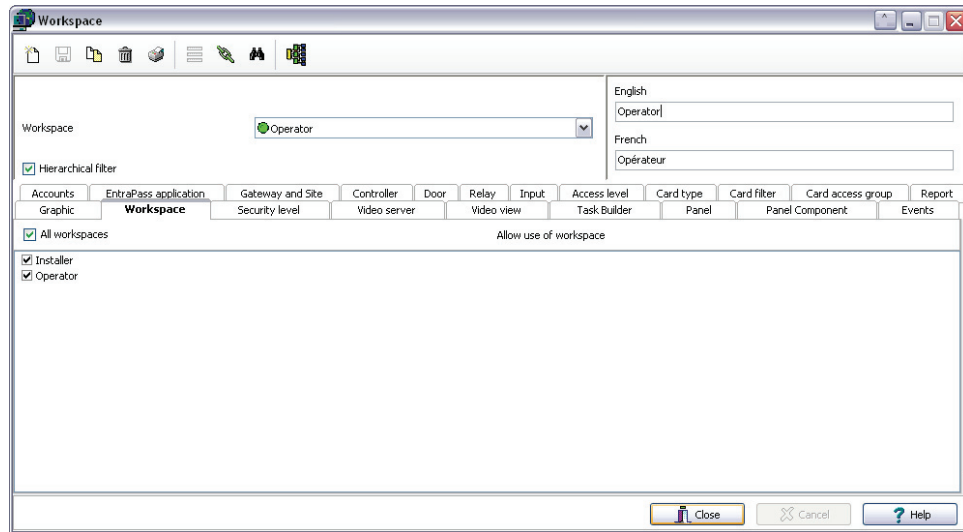 Workspace
English
Operator
Workspace
Operator
French
Opérateur
Hierarchical filter
Accounts EntraPass application Gateway and Site Controller Door Relay Input Access level Card type Card filter Card access group Report
Graphic Workspace Security level Video server Video view Task Builder Panel Panel Component Events
All workspaces Allow use of workspace
Installer
Operator
Close Cancel ? Help